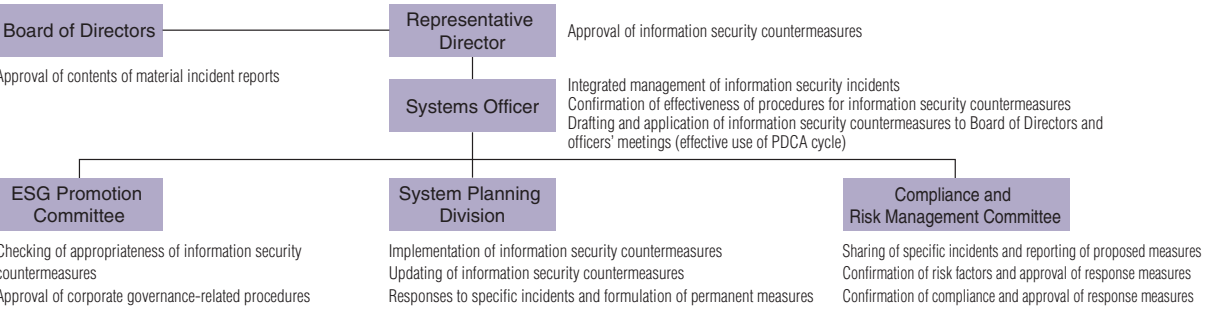 Board of Directors
Approval of contents of material incident reports
Representative
Director
Approval of information security countermeasures
Systems Officer
Integrated management of information security incidents
Confirmation of effectiveness of procedures for information security countermeasures
Drafting and application of information security countermeasures to Board of Directors and
officers' meetings (effective use of PDCA cycle)
ESG Promotion
Committee
Checking of appropriateness of information security
countermeasures
Approval of corporate governance-related procedures
System Planning
Division
Implementation of information security countermeasures
Updating of information security countermeasures
Responses to specific incidents and formulation of permanent measures
Compliance and
Risk Management Committee
Sharing of specific incidents and reporting of proposed measures
Confirmation of risk factors and approval of response measures
Confirmation of compliance and approval of response measures